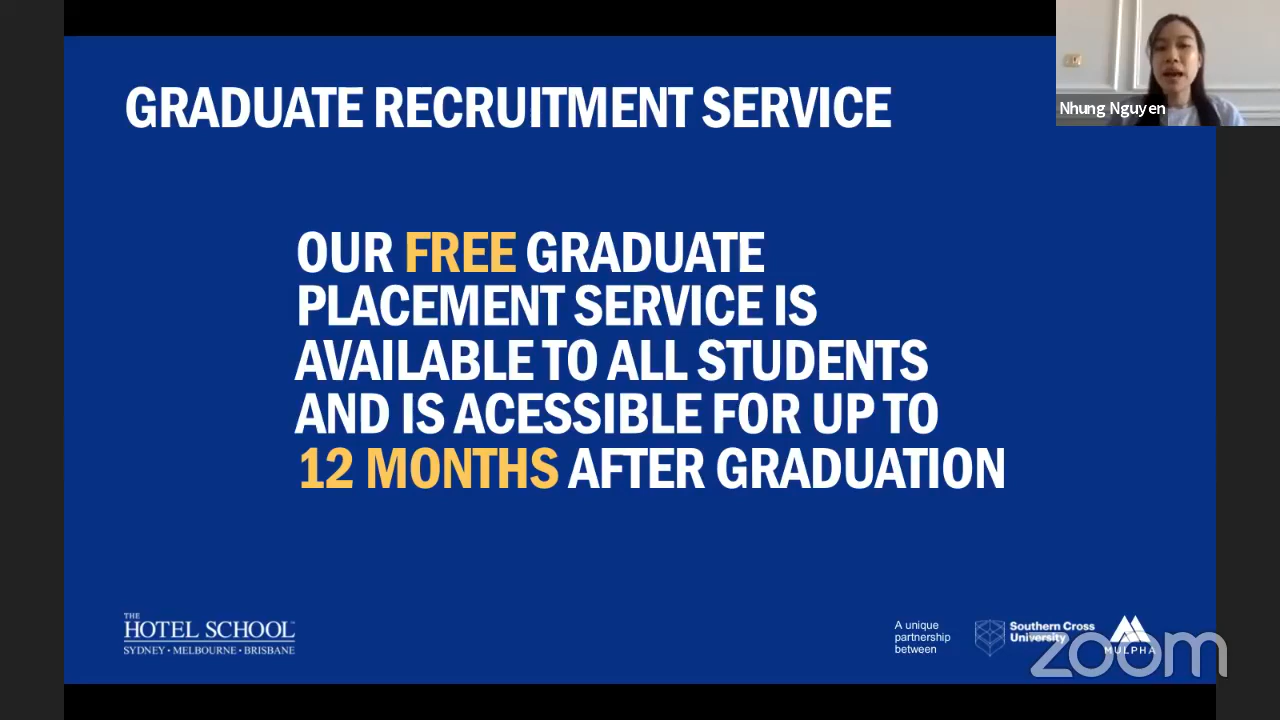 GRADUATE RECRUITMENT SERVICE
Nhung Nguyen
OUR FREE GRADUATE
PLACEMENT SERVICE IS
AVAILABLE TO ALL STUDENTS
AND IS ACESSIBLE FOR UP TO
12 MONTHS AFTER GRADUATION
THE
HOTEL SCHOOL
SYDNEY • MELBOURNE • BRISBANE
A unique
partnership
between
Southern Cross
University
MULPHA
zoom